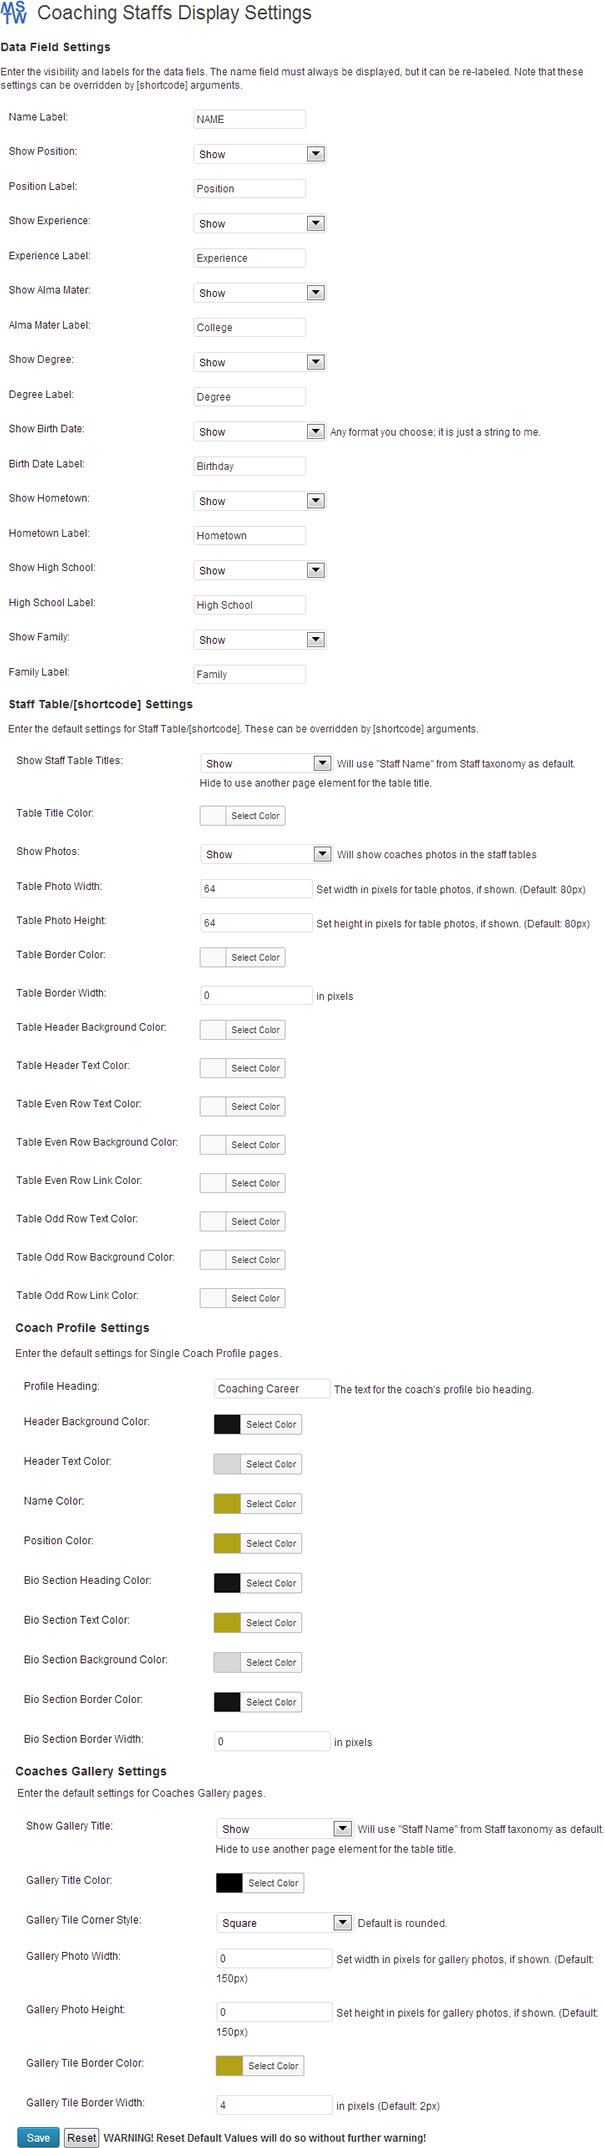 MSTW Coaching Staffs Display Settings
Data Field Settings
Enter the visibility and labels for the data fields. The name field must always be displayed, but it can be re-labeled. Note that these
settings can be overridden by [shortcode] arguments.
Name Label: NAME
Show Position: Show
Position Label: Position
Show Experience: Show
Experience Label: Experience
Show Alma Mater: Show
Alma Mater Label: College
Show Degree: Show
Degree Label: Degree
Show Birth Date: Show Any format you choose; it is just a string to me.
Birth Date Label: Birthday
Show Hometown: Show
Hometown Label: Hometown
Show High School: Show
High School Label: High School
Show Family: Show
Family Label: Family
Staff Table/[shortcode] Settings
Enter the default settings for Staff Table/[shortcode]. These can be overridden by [shortcode] arguments.
Show Staff Table Titles: Show Will use "Staff Name" from Staff taxonomy as default.
Hide to use another page element for the table title.
Table Title Color: Select Color
Show Photos: Show Will show coaches photos in the staff tables
Table Photo Width: 64 Set width in pixels for table photos, if shown. (Default: 80px)
Table Photo Height: 64 Set height in pixels for table photos, if shown. (Default: 80px)
Table Border Color: Select Color
Table Border Width: 0 in pixels
Table Header Background Color: Select Color
Table Header Text Color: Select Color
Table Even Row Text Color: Select Color
Table Even Row Background Color: Select Color
Table Even Row Link Color: Select Color
Table Odd Row Text Color: Select Color
Table Odd Row Background Color: Select Color
Table Odd Row Link Color: Select Color
Coach Profile Settings
Enter the default settings for Single Coach Profile pages.
Profile Heading: Coaching Career The text for the coach's profile bio heading.
Header Background Color: Select Color
Header Text Color: Select Color
Name Color: Select Color
Position Color: Select Color
Bio Section Heading Color: Select Color
Bio Section Text Color: Select Color
Bio Section Background Color: Select Color
Bio Section Border Color: Select Color
Bio Section Border Width: 0 in pixels
Coaches Gallery Settings
Enter the default settings for Coaches Gallery pages.
Show Gallery Title: Show Will use "Staff Name" from Staff taxonomy as default.
Hide to use another page element for the table title.
Gallery Title Color: Select Color
Gallery Tile Corner Style: Square Default is rounded.
Gallery Photo Width: 0 Set width in pixels for gallery photos, if shown. (Default:
150px)
Gallery Photo Height: 0 Set height in pixels for gallery photos, if shown. (Default:
150px)
Gallery Tile Border Color: Select Color
Gallery Tile Border Width: 4 in pixels (Default: 2px)
Save Reset WARNING! Reset Default Values will do so without further warning!